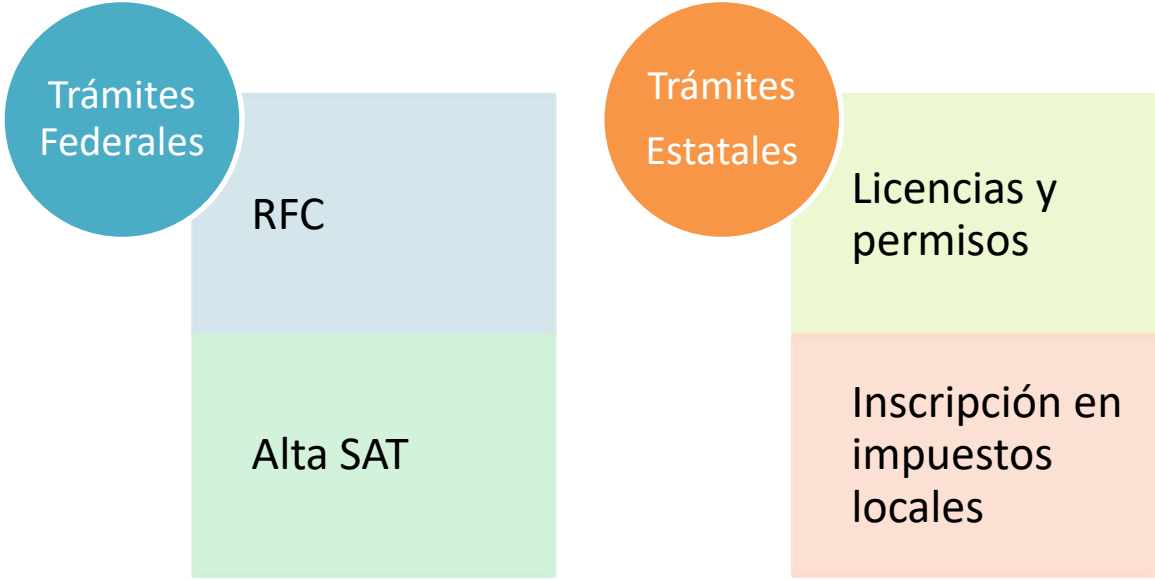 Trámites
Federales
RFC
Alta SAT
Trámites
Estatales
Licencias y
permisos
Inscripción en
impuestos
locales